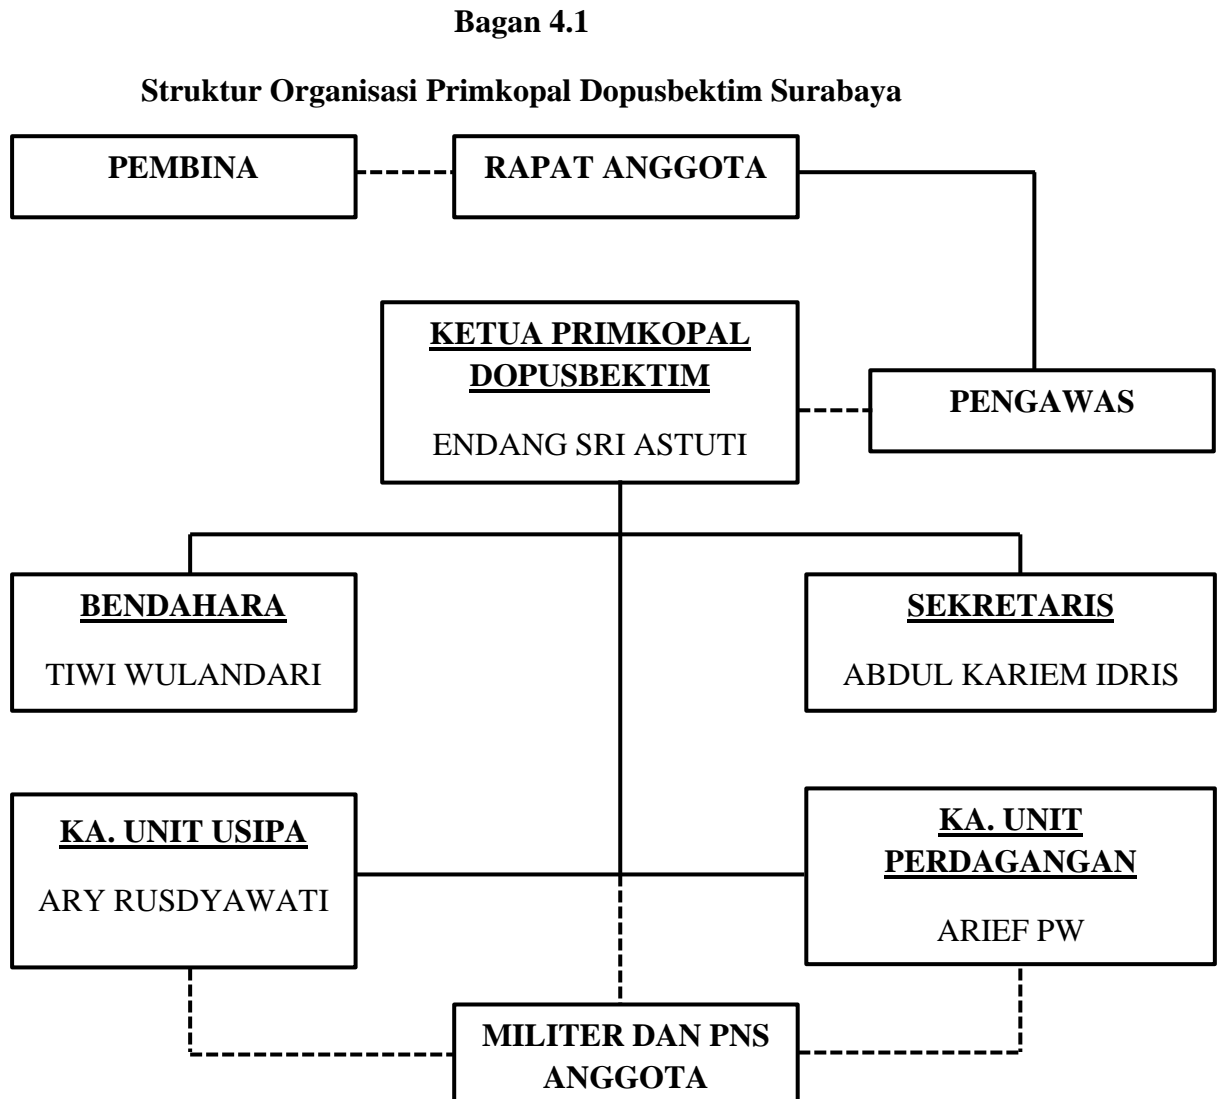 Bagan 4.1
Struktur Organisasi Primkopal Dopusbektim Surabaya
PEMBINA
RAPAT ANGGOTA
KETUA PRIMKOPAL
DOPUSBEKTIM
ENDANG SRI ASTUTI
PENGAWAS
BENDAHARA
TIWI WULANDARI
SEKRETARIS
ABDUL KARIEM IDRIS
KA. UNIT USIPA
ARY RUSDYAWATI
KA. UNIT
PERDAGANGAN
ARIEF PW
MILITER DAN PNS
ANGGOTA